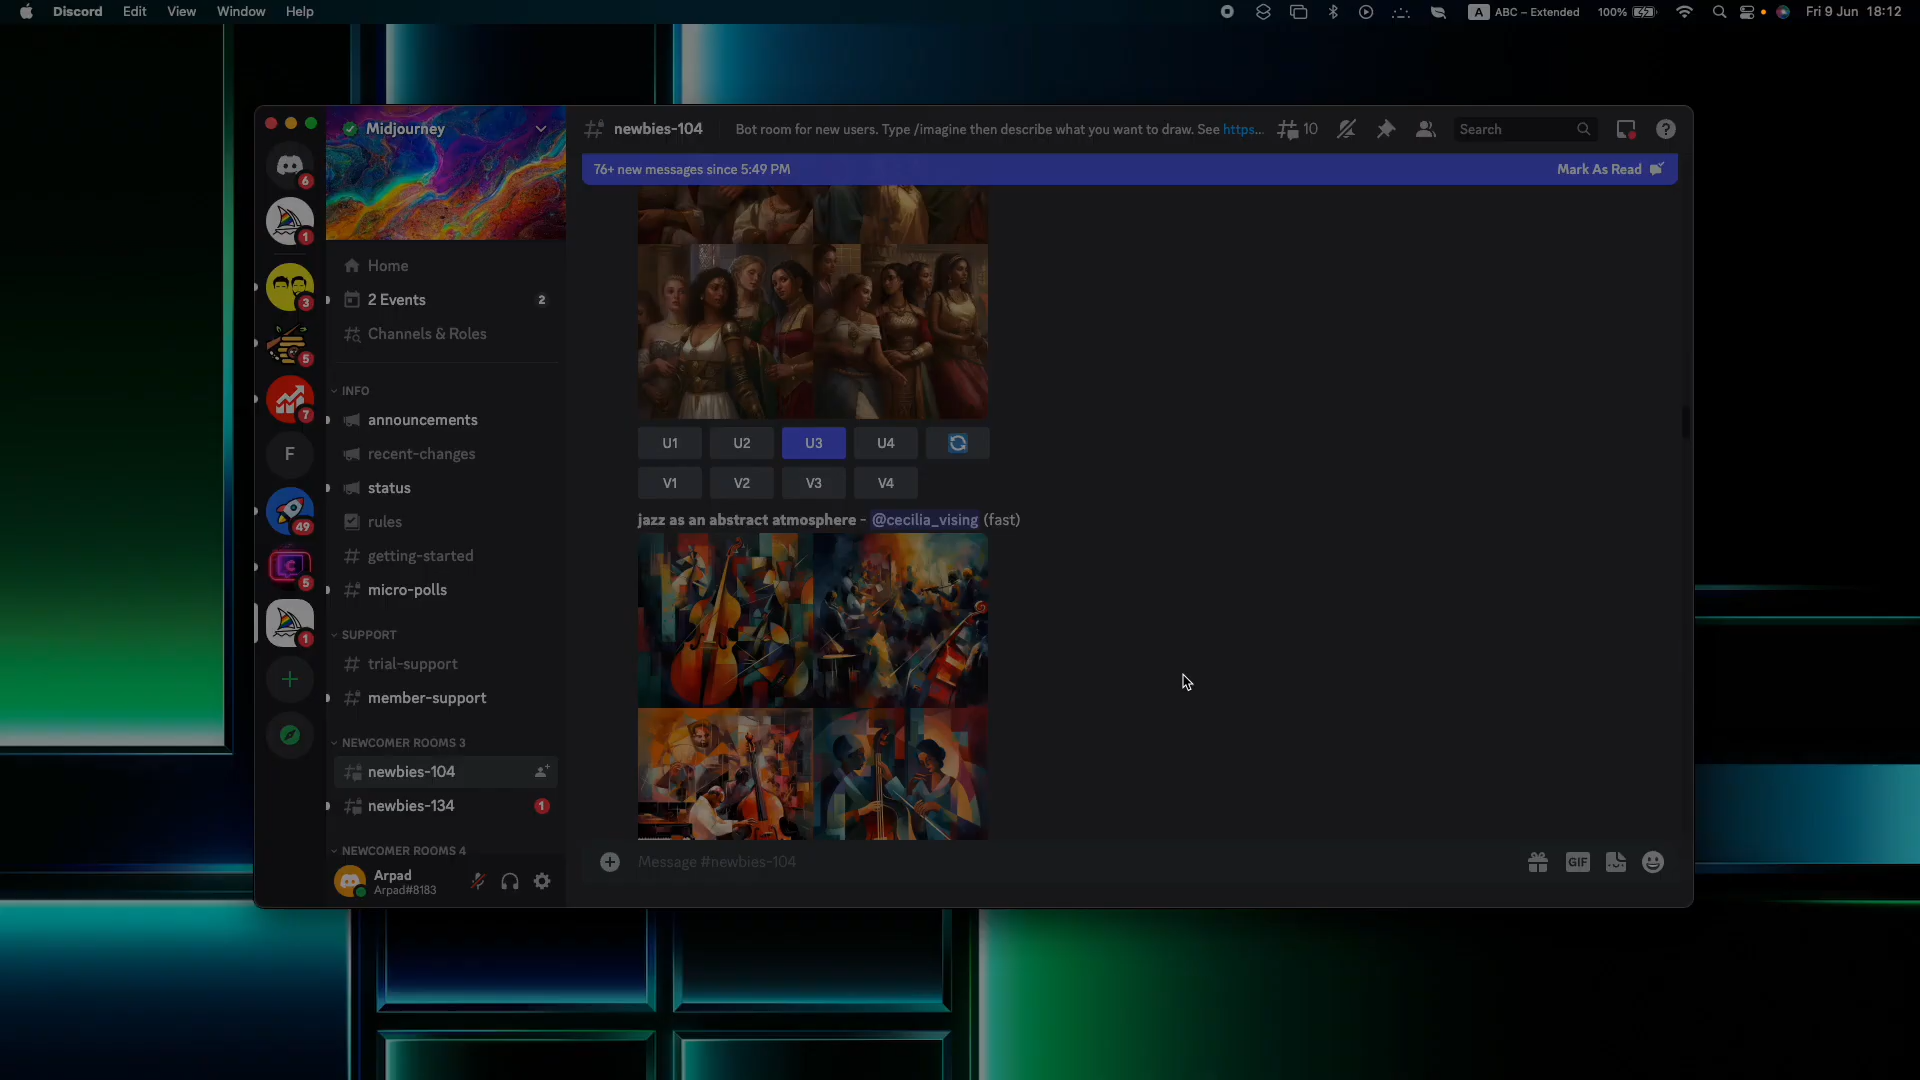 Discord Edit View Window Help
A ABC – Extended 100% Fri 9 Jun 18:12
Midjourney
newbies-104 Bot room for new users. Type /imagine then describe what you want to draw. See https... 10 Search
76+ new messages since 5:49 PM Mark As Read
6
1
3
5
7
F
49
C
5
1
Home
2 Events 2
Channels & Roles
INFO
announcements
recent-changes
status
rules
getting-started
micro-polls
SUPPORT
trial-support
member-support
NEWCOMER ROOMS 3
newbies-104
newbies-134 1
NEWCOMER ROOMS 4
Arpad
Arpad#8183
U1 U2 U3 U4
V1 V2 V3 V4
jazz as an abstract atmosphere - @cecilia_vising (fast)
Message #newbies-104
GIF